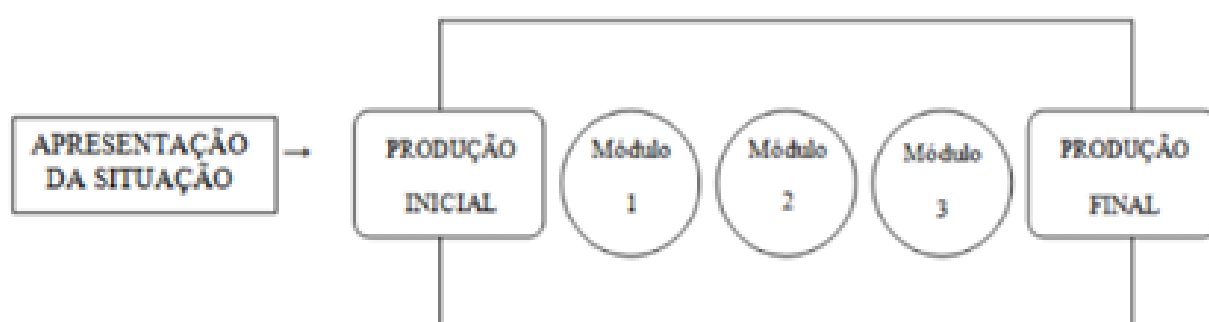 APRESENTAÇÃO
DA SITUAÇÃO
→
PRODUÇÃO
INICIAL
Módulo
1
Módulo
2
Módulo
3
PRODUÇÃO
FINAL